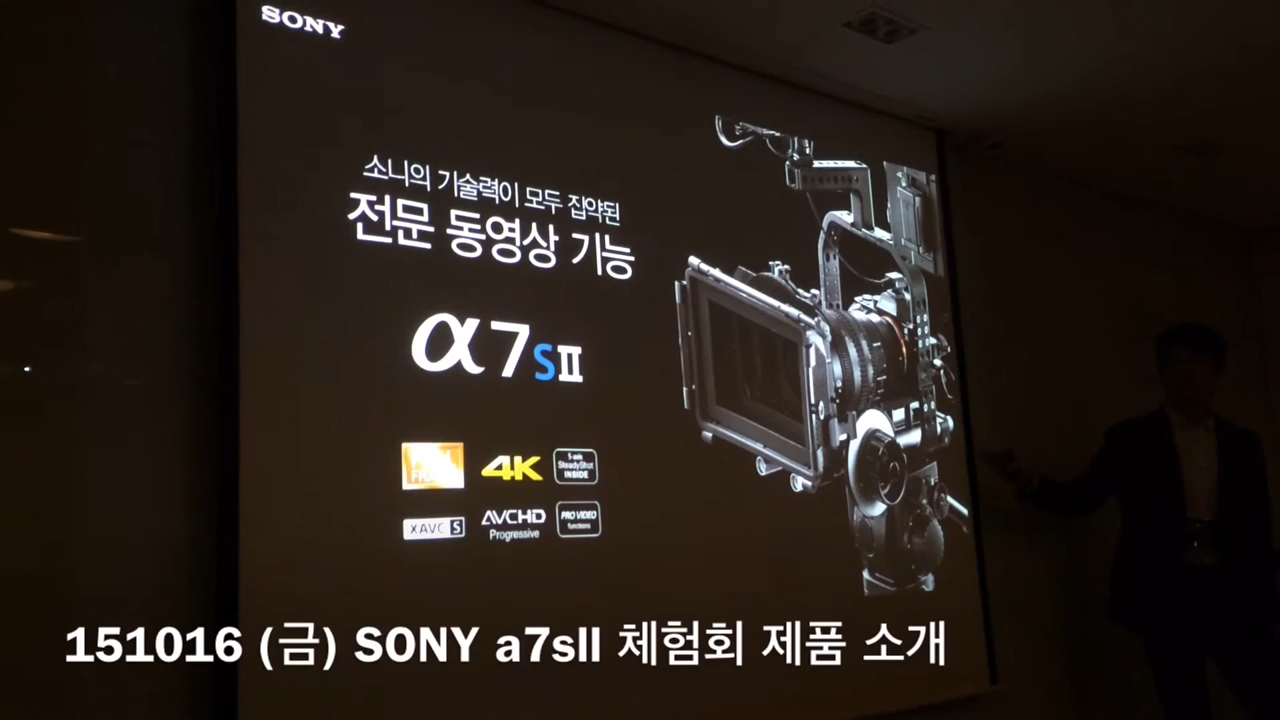 SONY
소니의 기술력이 모두 집약된
전문 동영상 기능
α7SII
4K
5-axis
SteadyShot
INSIDE
XAVC S
AVCHD
Progressive
PRO VIDEO
functions
151016 (금) SONY a7sII 체험회 제품 소개